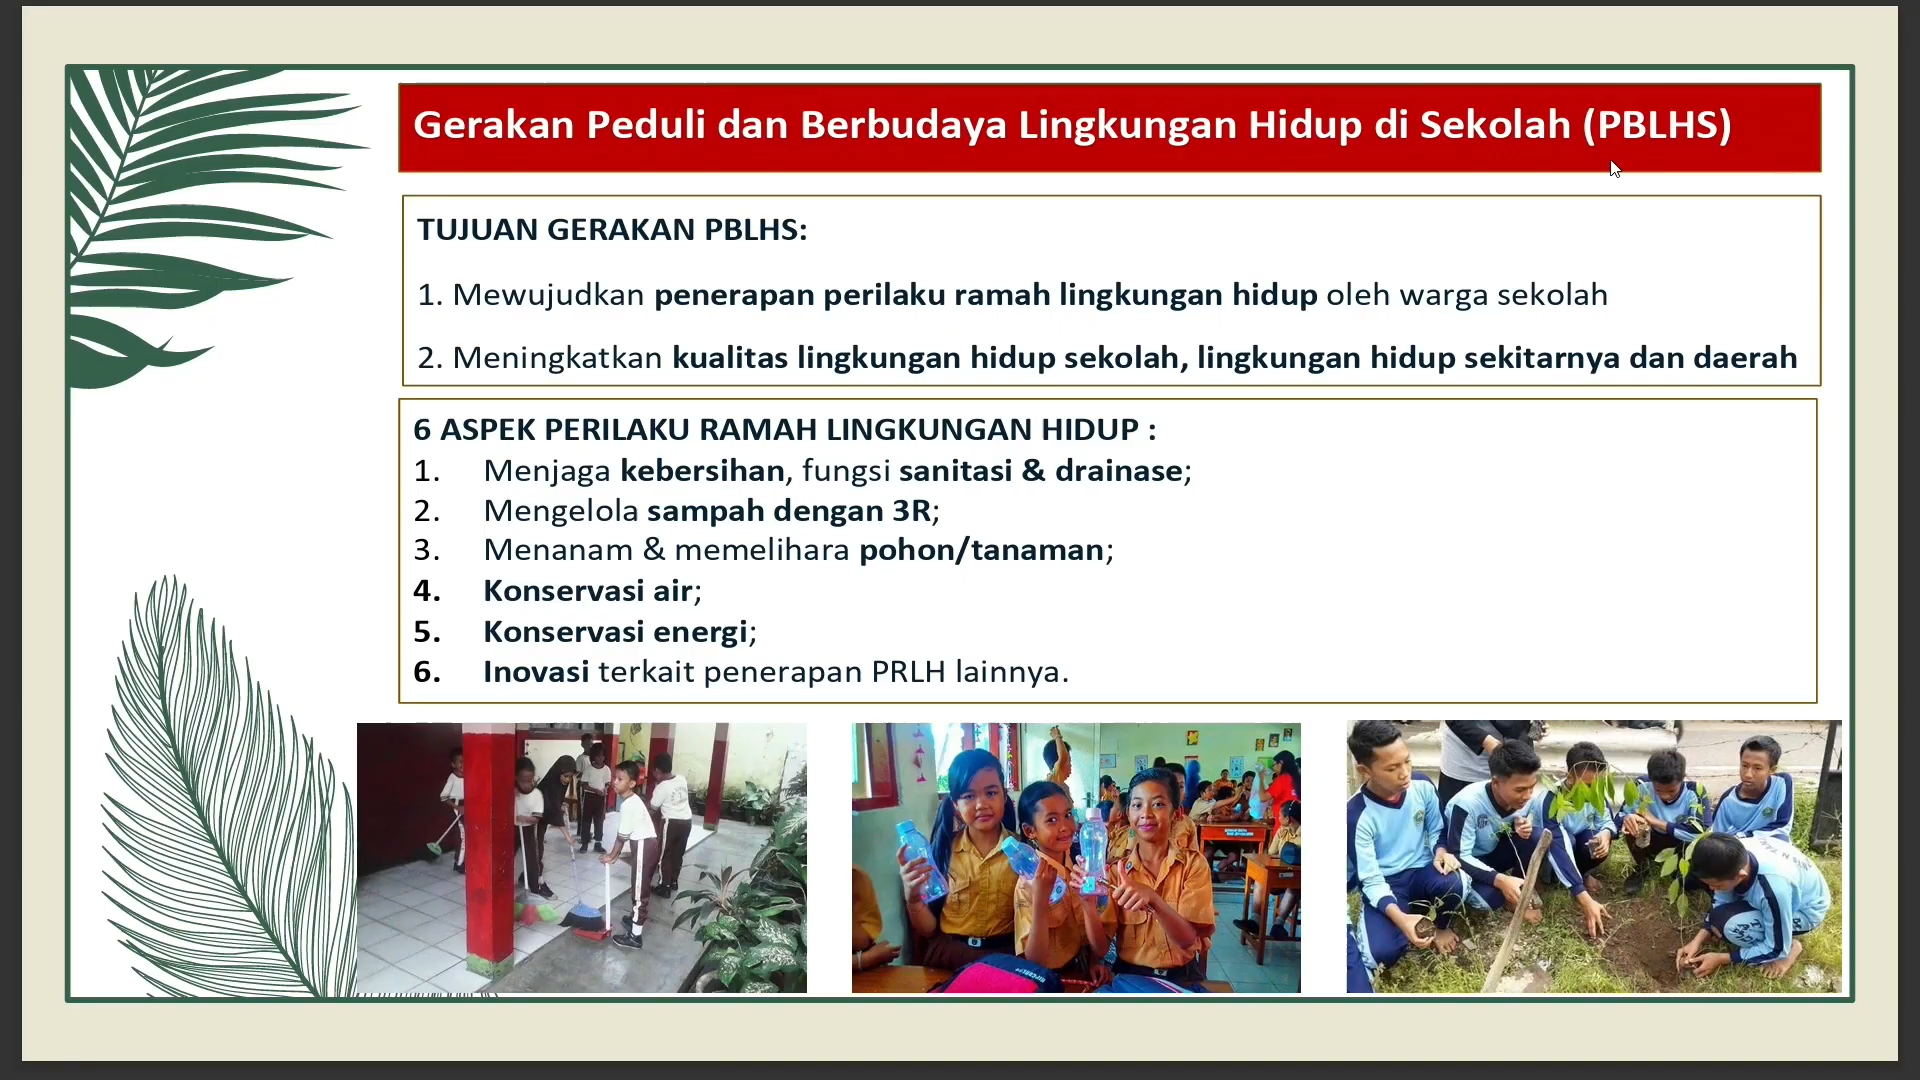 Gerakan Peduli dan Berbudaya Lingkungan Hidup di Sekolah (PBLHS)
TUJUAN GERAKAN PBLHS:
1. Mewujudkan penerapan perilaku ramah lingkungan hidup oleh warga sekolah
2. Meningkatkan kualitas lingkungan hidup sekolah, lingkungan hidup sekitarnya dan daerah
6 ASPEK PERILAKU RAMAH LINGKUNGAN HIDUP :
1. Menjaga kebersihan, fungsi sanitasi & drainase;
2. Mengelola sampah dengan 3R;
3. Menanam & memelihara pohon/tanaman;
4. Konservasi air;
5. Konservasi energi;
6. Inovasi terkait penerapan PRLH lainnya.